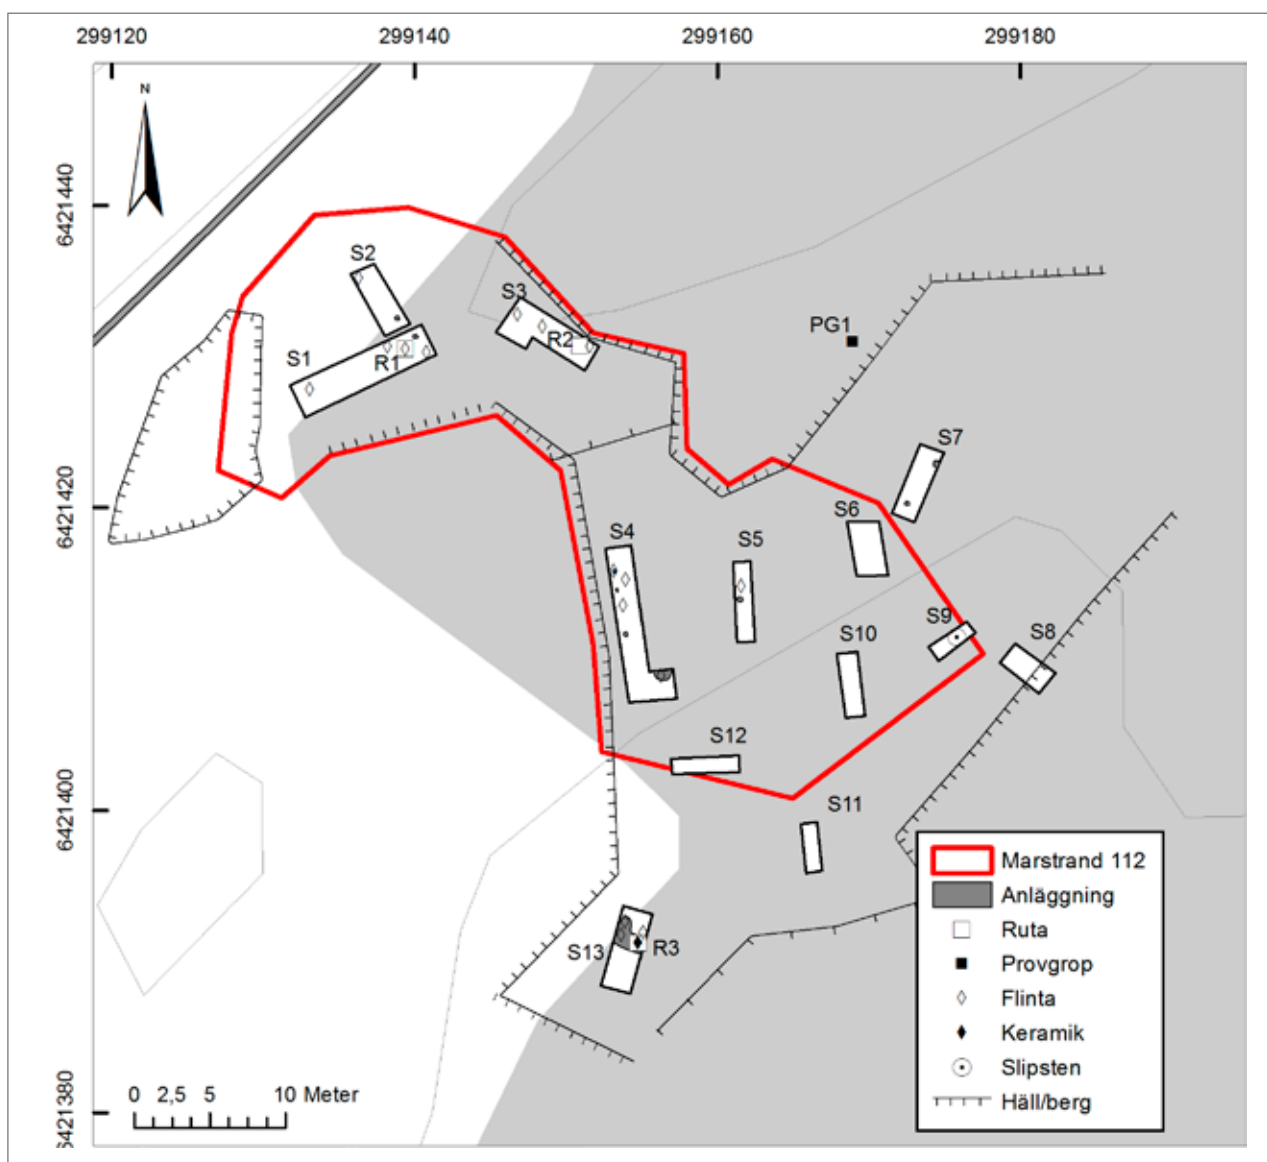 299120 299140 299160 299180
N
6421440
6421420
6421400
6421380
S2
S3
PG1
R2
S1
R1
S7
S6
S4
S5
S9
S8
S10
S12
S11
S13
R3
Marstrand 112
Anläggning
Ruta
Provgrop
Flinta
Keramik
Slipsten
Häll/berg
0 2,5 5 10 Meter